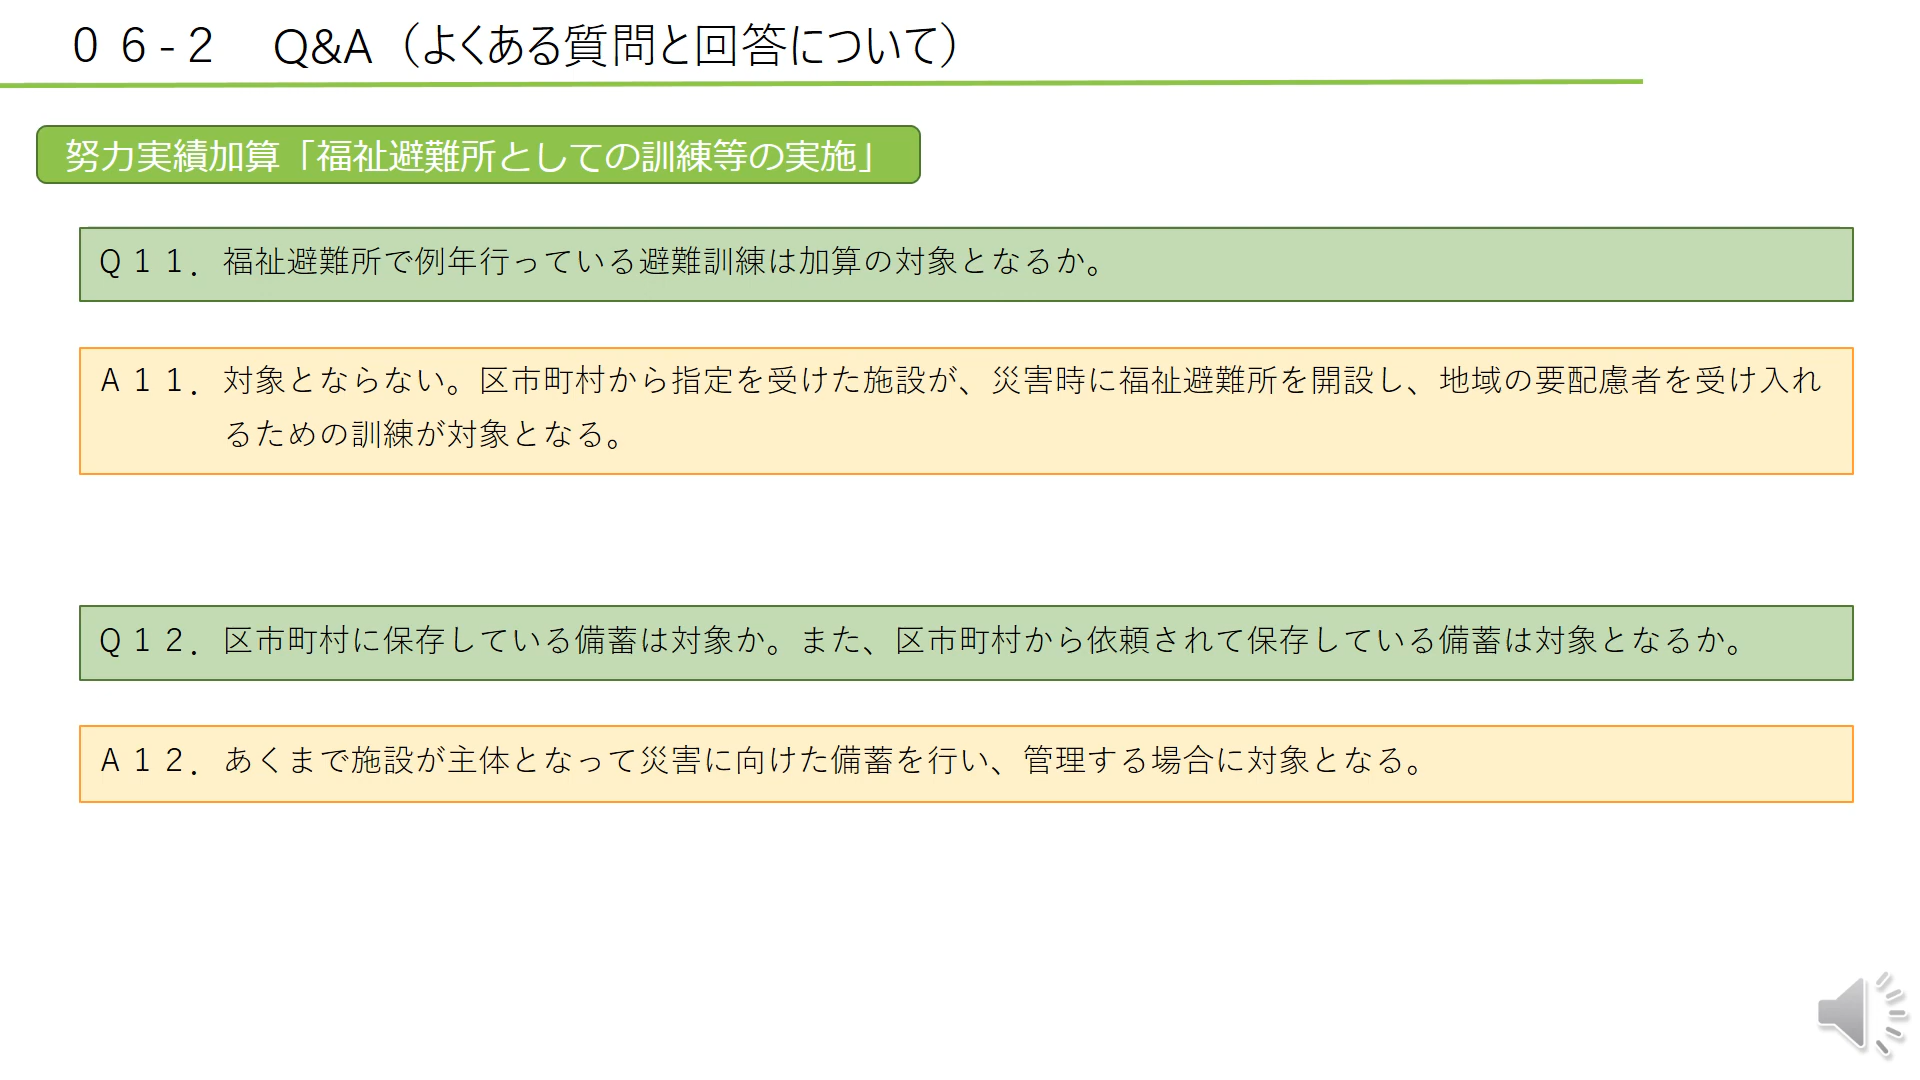 ０６-２　Q&A（よくある質問と回答について）
努力実績加算「福祉避難所としての訓練等の実施」
Ｑ１１．福祉避難所で例年行っている避難訓練は加算の対象となるか。
Ａ１１．対象とならない。区市町村から指定を受けた施設が、災害時に福祉避難所を開設し、地域の要配慮者を受け入れ
るための訓練が対象となる。
Ｑ１２．区市町村に保存している備蓄は対象か。また、区市町村から依頼されて保存している備蓄は対象となるか。
Ａ１２．あくまで施設が主体となって災害に向けた備蓄を行い、管理する場合に対象となる。